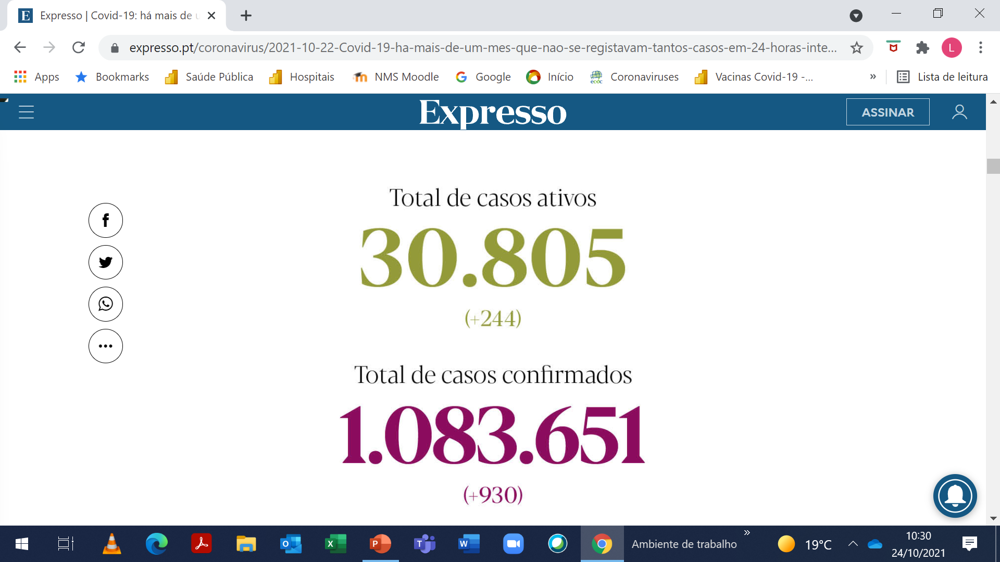 Expresso | Covid-19: há mais de u
expresso.pt/coronavirus/2021-10-22-Covid-19-ha-mais-de-um-mes-que-nao-se-registavam-tantos-casos-em-24-horas-inte...
L
Apps Bookmarks Saúde Pública Hospitais NMS Moodle Google Início Coronaviruses Vacinas Covid-19 -... » Lista de leitura
Expresso
ASSINAR
Total de casos ativos
30.805
(+244)
Total de casos confirmados
1.083.651
(+930)
Ambiente de trabalho
»
19°C
10:30
24/10/2021